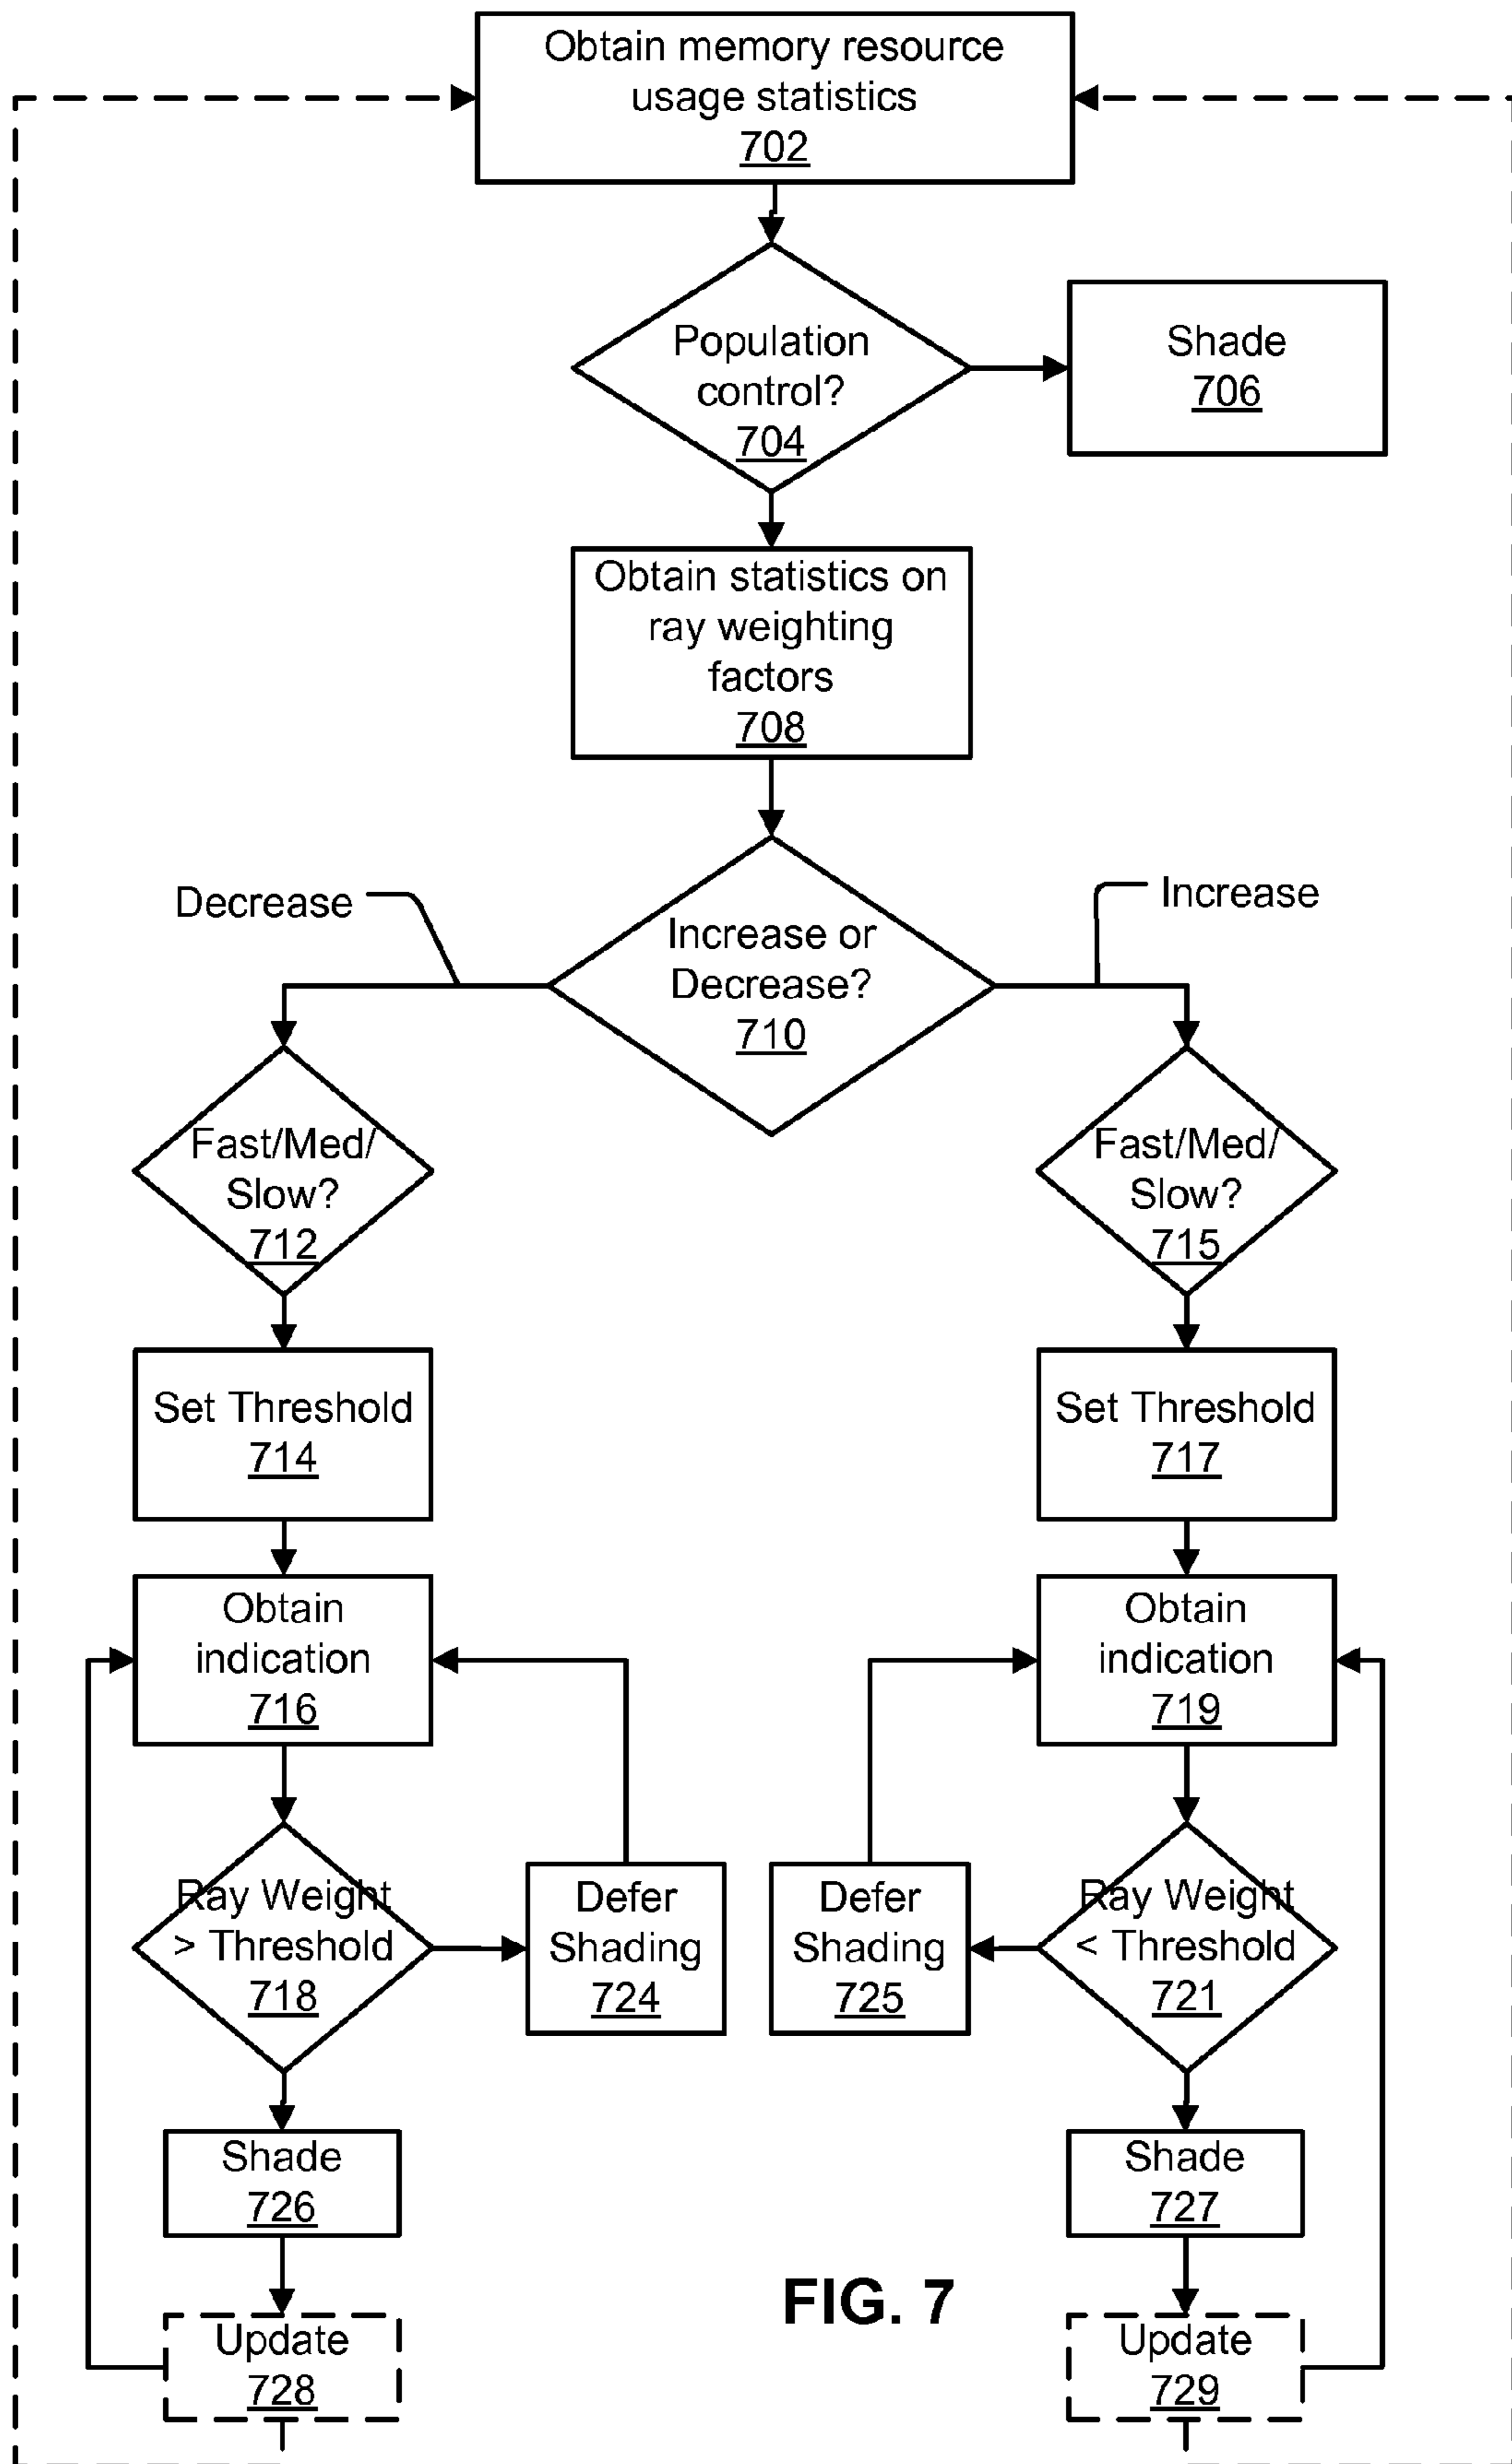 Obtain memory resource
usage statistics
702
Population
control?
704
Shade
706
Obtain statistics on
ray weighting
factors
708
Decrease
Increase
Increase or
Decrease?
710
Fast/Med/
Slow?
712
Fast/Med/
Slow?
715
Set Threshold
714
Set Threshold
717
Obtain
indication
716
Obtain
indication
719
Ray Weight
> Threshold
718
Defer
Shading
724
Defer
Shading
725
Ray Weight
< Threshold
721
Shade
726
Shade
727
FIG. 7
Update
728
Update
729